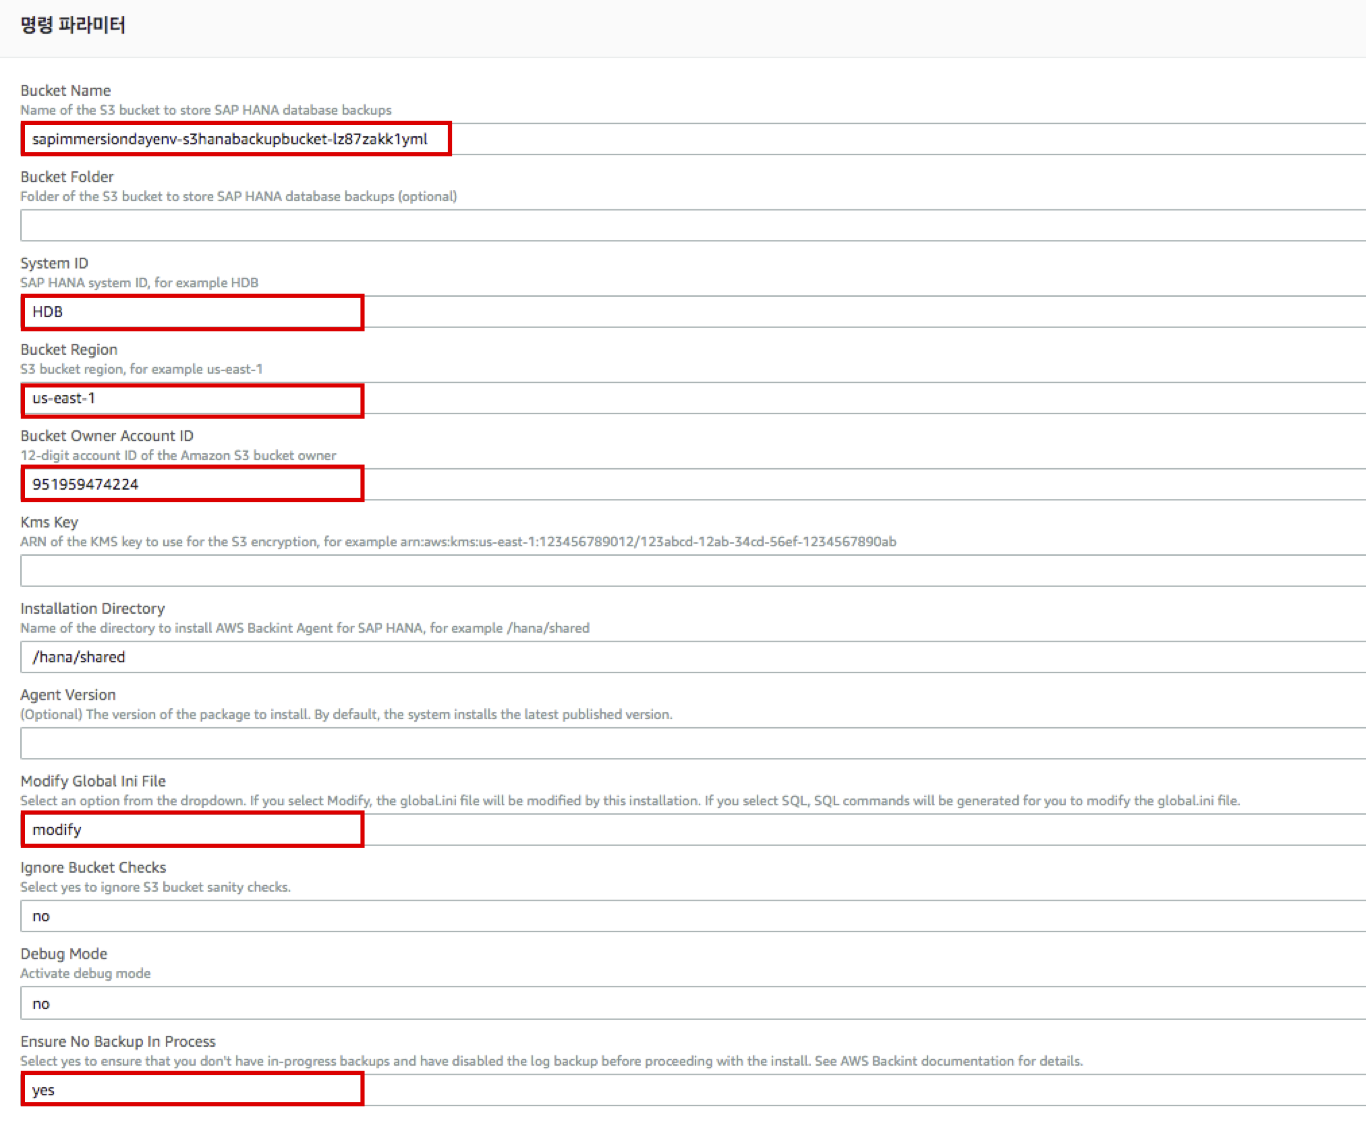 명령 파라미터
Bucket Name
Name of the S3 bucket to store SAP HANA database backups
sapimmersiondayenv-s3hanabackupbucket-lz87zakk1yml
Bucket Folder
Folder of the S3 bucket to store SAP HANA database backups (optional)
System ID
SAP HANA system ID, for example HDB
HDB
Bucket Region
S3 bucket region, for example us-east-1
us-east-1
Bucket Owner Account ID
12-digit account ID of the Amazon S3 bucket owner
951959474224
Kms Key
ARN of the KMS key to use for the S3 encryption, for example arn:aws:kms:us-east-1:123456789012/123abcd-12ab-34cd-56ef-1234567890ab
Installation Directory
Name of the directory to install AWS Backint Agent for SAP HANA, for example /hana/shared
/hana/shared
Agent Version
(Optional) The version of the package to install. By default, the system installs the latest published version.
Modify Global Ini File
Select an option from the dropdown. If you select Modify, the global.ini file will be modified by this installation. If you select SQL, SQL commands will be generated for you to modify the global.ini file.
modify
Ignore Bucket Checks
Select yes to ignore S3 bucket sanity checks.
no
Debug Mode
Activate debug mode
no
Ensure No Backup In Process
Select yes to ensure that you don't have in-progress backups and have disabled the log backup before proceeding with the install. See AWS Backint documentation for details.
yes